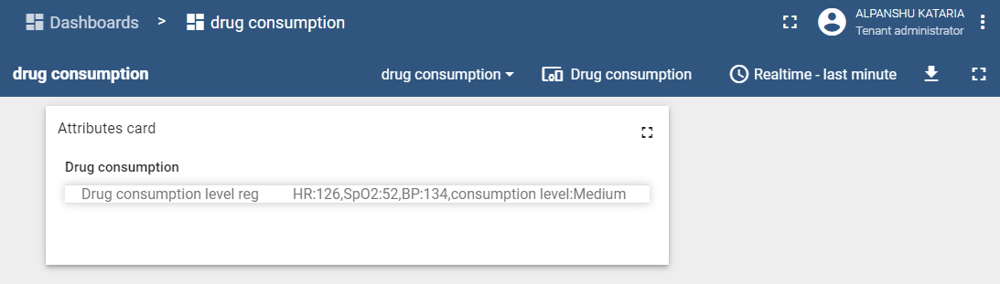 Dashboards > drug consumption
ALPANSHU KATARIA
Tenant administrator
drug consumption drug consumption Drug consumption Realtime - last minute
Attributes card
Drug consumption
Drug consumption level reg HR:126,SpO2:52,BP:134,consumption level:Medium